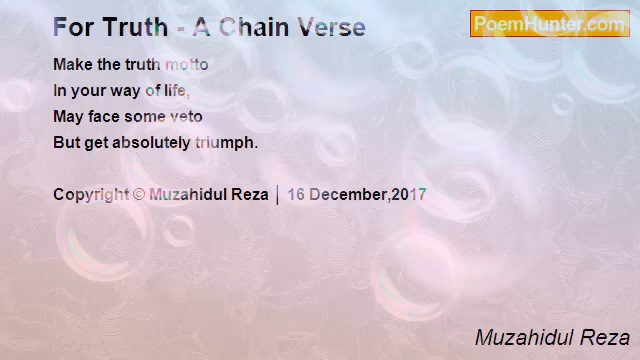 For Truth - A Chain Verse
PoemHunter.com
Make the truth motto
In your way of life,
May face some veto
But get absolutely triumph.
Copyright © Muzahidul Reza │ 16 December,2017
Muzahidul Reza